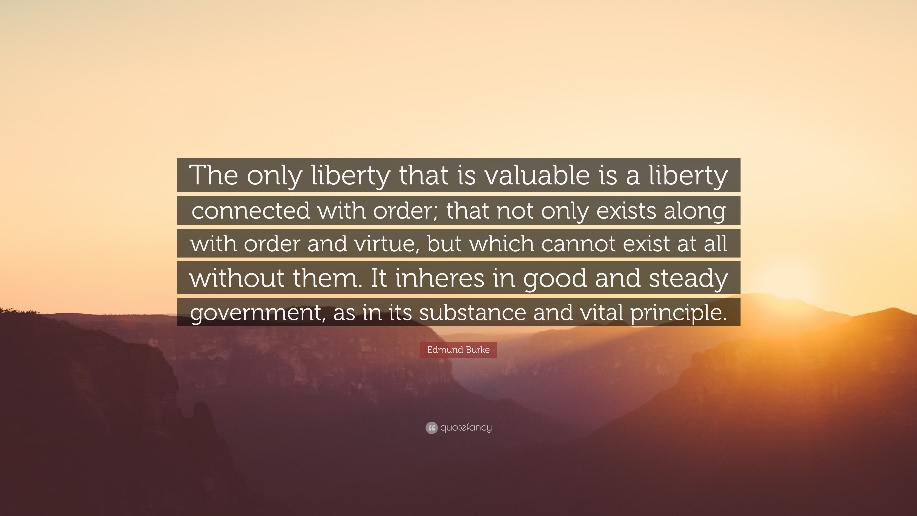 The only liberty that is valuable is a liberty
connected with order; that not only exists along
with order and virtue, but which cannot exist at all
without them. It inheres in good and steady
government, as in its substance and vital principle.
Edmund Burke
quotefancy